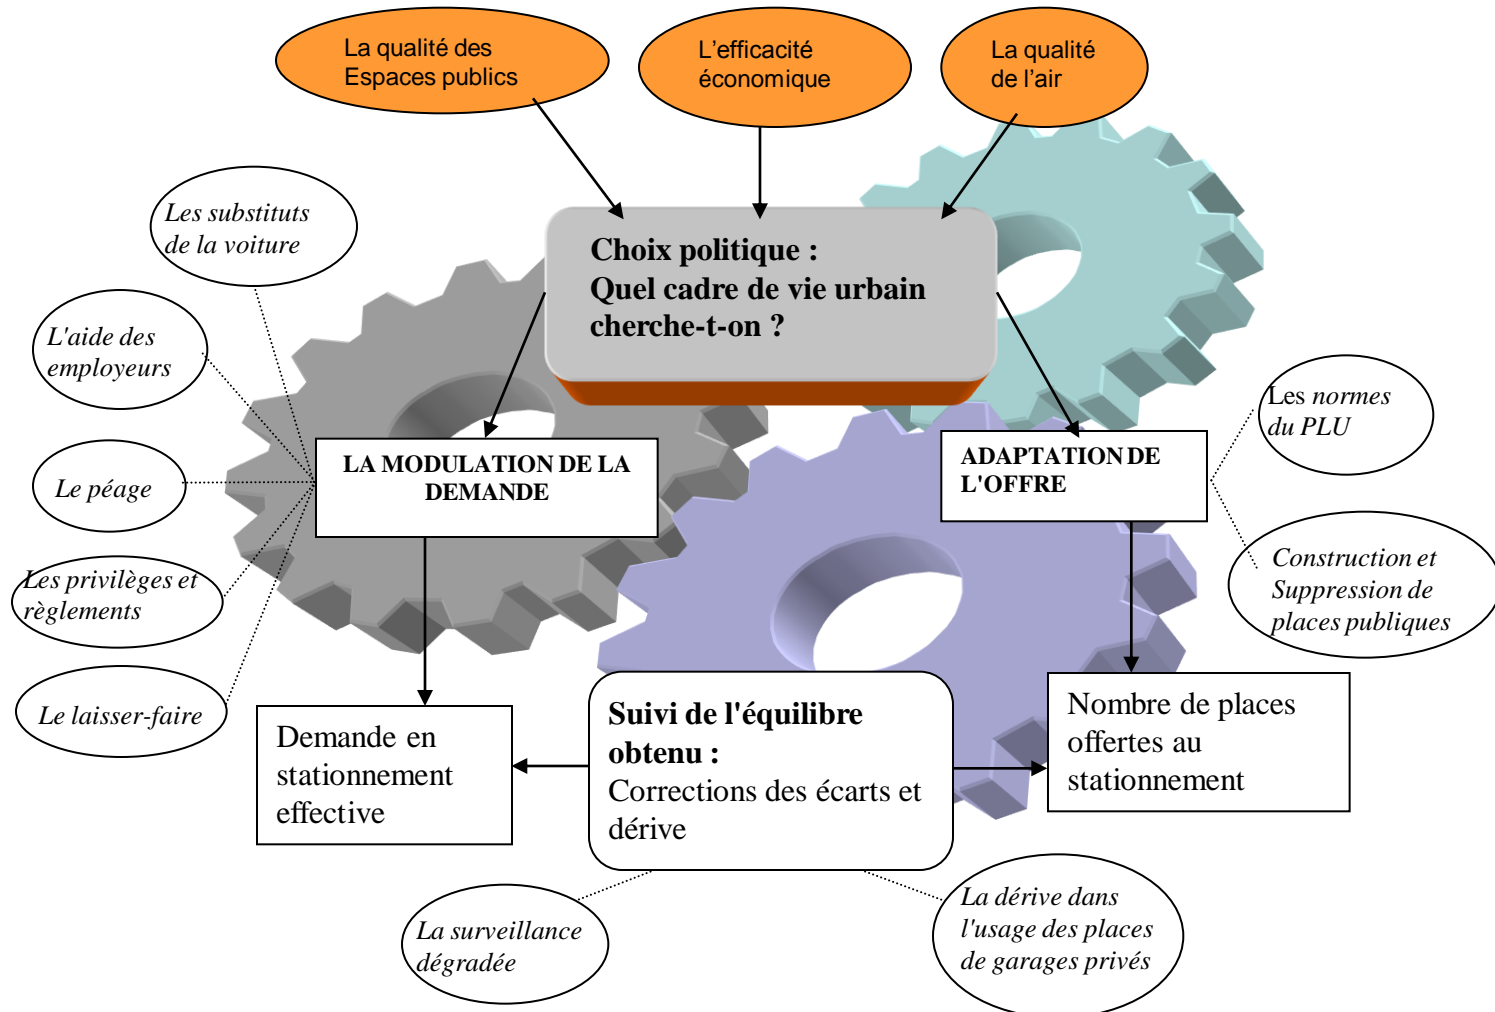 La qualité des
Espaces publics
L'efficacité
économique
La qualité
de l'air
Les substituts
de la voiture
Choix politique :
Quel cadre de vie urbain
cherche-t-on ?
L'aide des
employeurs
Les normes
du PLU
LA MODULATION DE LA
DEMANDE
ADAPTATION DE
L'OFFRE
Le péage
Construction et
Suppression de
places publiques
Les privilèges et
règlements
Le laisser-faire
Demande en
stationnement
effective
Suivi de l'équilibre
obtenu :
Corrections des écarts et
dérive
Nombre de places
offertes au
stationnement
La surveillance
dégradée
La dérive dans
l'usage des places
de garages privés